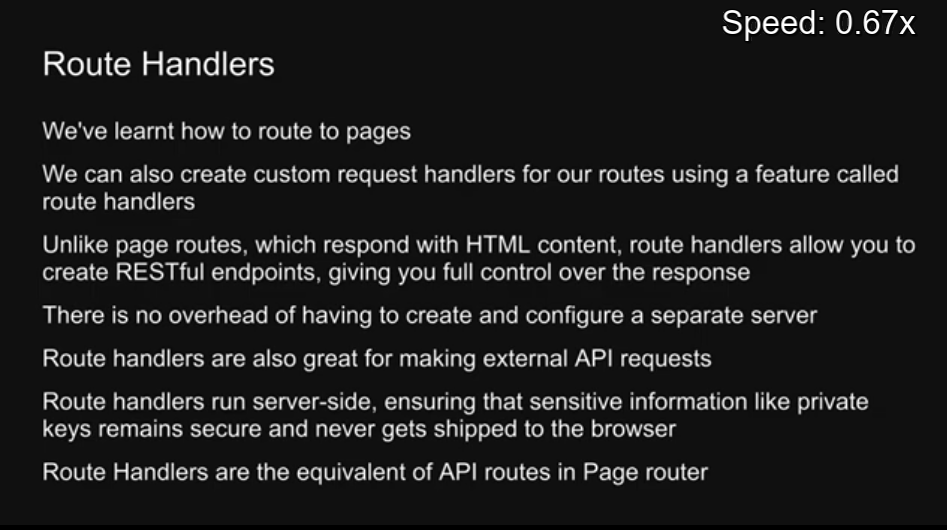 Speed: 0.67x
Route Handlers
We've learnt how to route to pages
We can also create custom request handlers for our routes using a feature called
route handlers
Unlike page routes, which respond with HTML content, route handlers allow you to
create RESTful endpoints, giving you full control over the response
There is no overhead of having to create and configure a separate server
Route handlers are also great for making external API requests
Route handlers run server-side, ensuring that sensitive information like private
keys remains secure and never gets shipped to the browser
Route Handlers are the equivalent of API routes in Page router